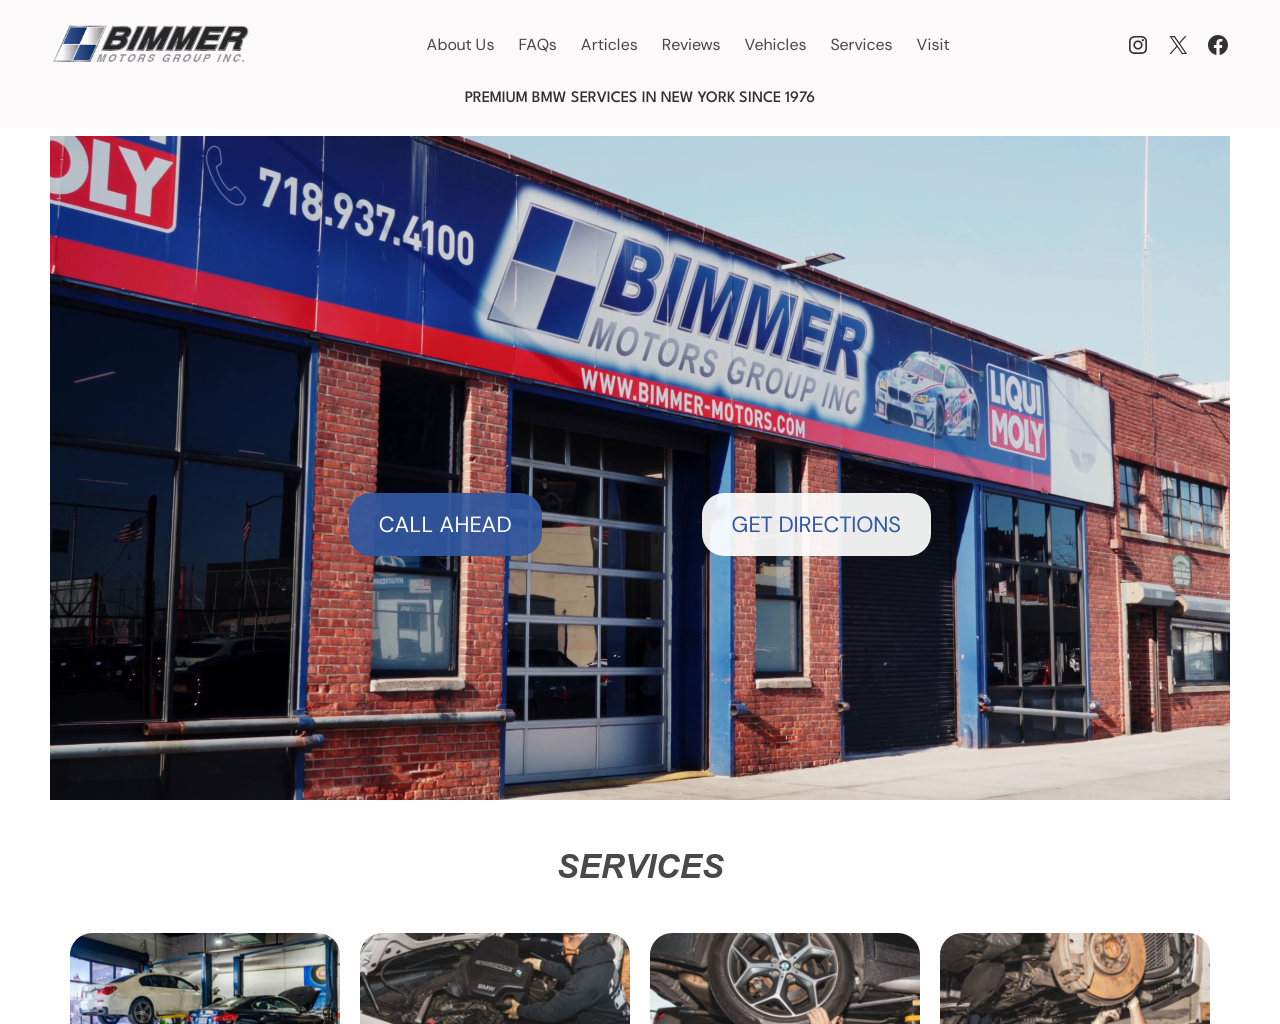 BIMMER
MOTORS GROUP INC.
About Us FAQs Articles Reviews Vehicles Services Visit
PREMIUM BMW SERVICES IN NEW YORK SINCE 1976
OLY
718.937.4100
BIMMER
MOTORS GROUP INC
WWW.BIMMER-MOTORS.COM
LIQUI
MOLY
CALL AHEAD
GET DIRECTIONS
SERVICES
BMW